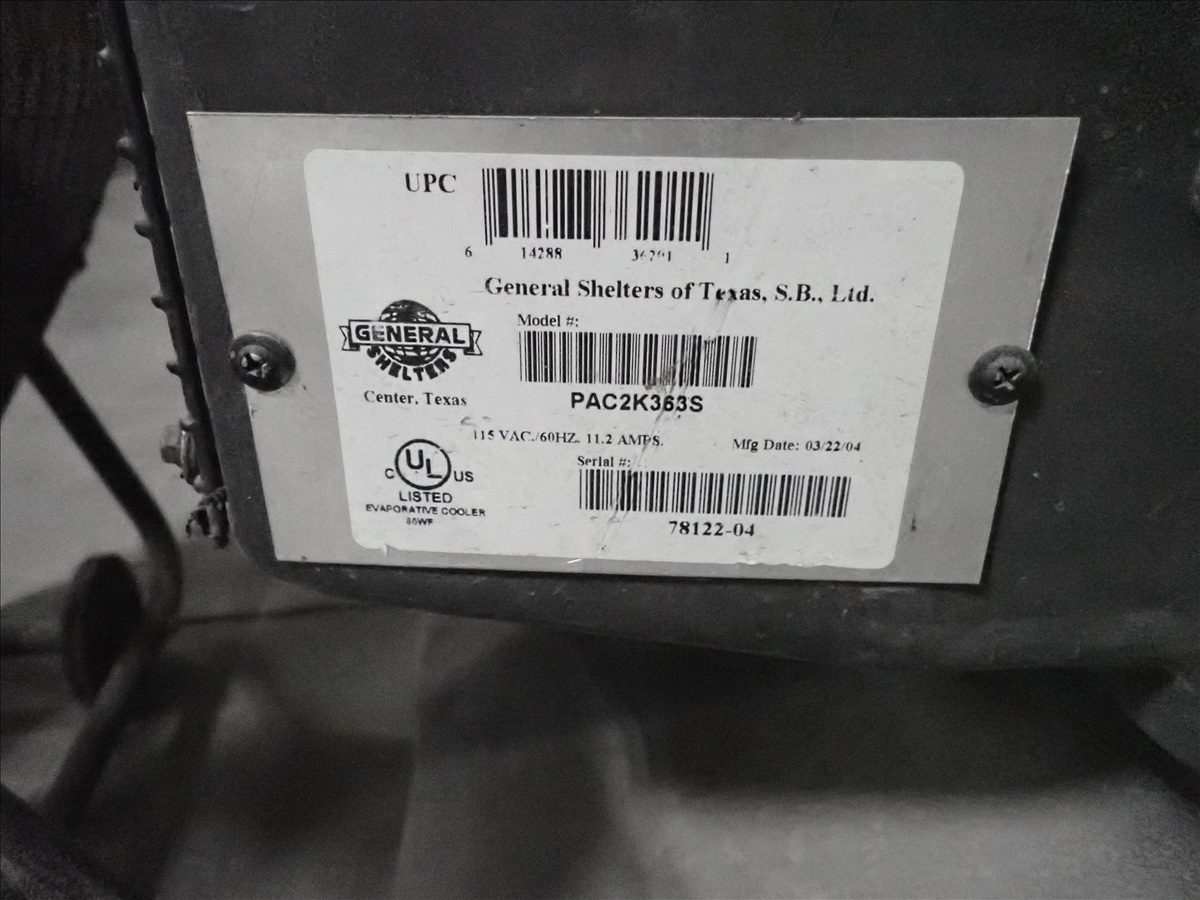 UPC
6 14288 1
General Shelters of Texas, S.B., Ltd.
GENERAL
SHELTERS
Center, Texas
Model #:
PAC2K363S
115 VAC./60HZ. 11.2 AMPS.
Mfg Date: 03/22/04
Serial #:
78122-04
C UL US
LISTED
EVAPORATIVE COOLER
80WF